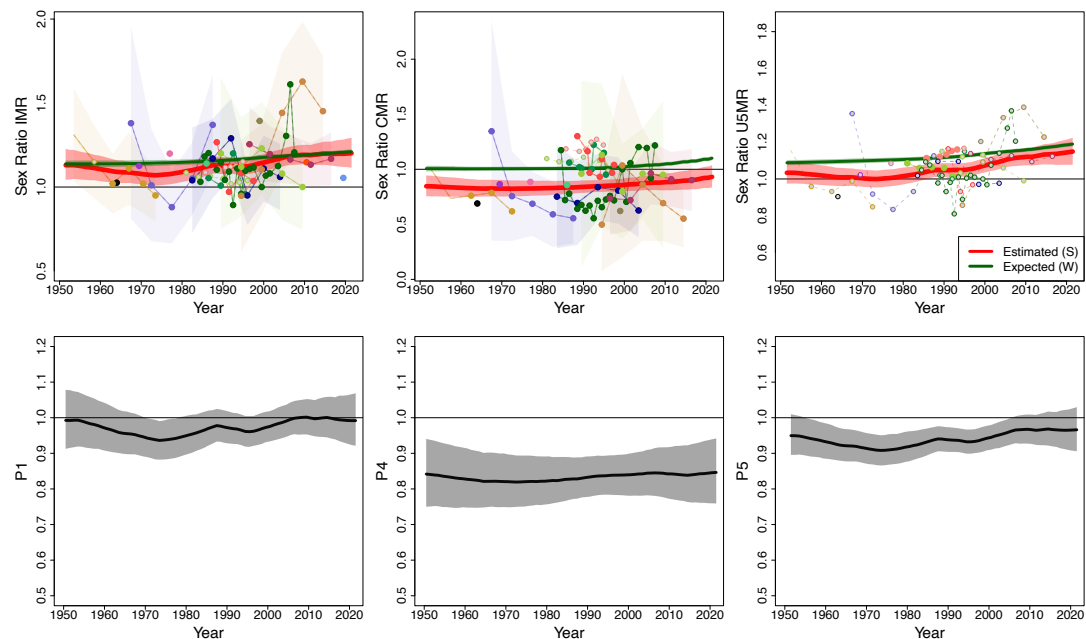 Sex Ratio IMR
0.5 1.0 1.5 2.0
1950 1960 1970 1980 1990 2000 2010 2020
Year
Sex Ratio CMR
0.0 0.5 1.0 1.5 2.0
1950 1960 1970 1980 1990 2000 2010 2020
Year
Sex Ratio U5MR
0.6 0.8 1.0 1.2 1.4 1.6 1.8
Estimated (S)
Expected (W)
1950 1960 1970 1980 1990 2000 2010 2020
Year
P1
0.5 0.6 0.7 0.8 0.9 1.0 1.1 1.2
1950 1960 1970 1980 1990 2000 2010 2020
Year
P4
0.5 0.6 0.7 0.8 0.9 1.0 1.1 1.2
1950 1960 1970 1980 1990 2000 2010 2020
Year
P5
0.5 0.6 0.7 0.8 0.9 1.0 1.1 1.2
1950 1960 1970 1980 1990 2000 2010 2020
Year